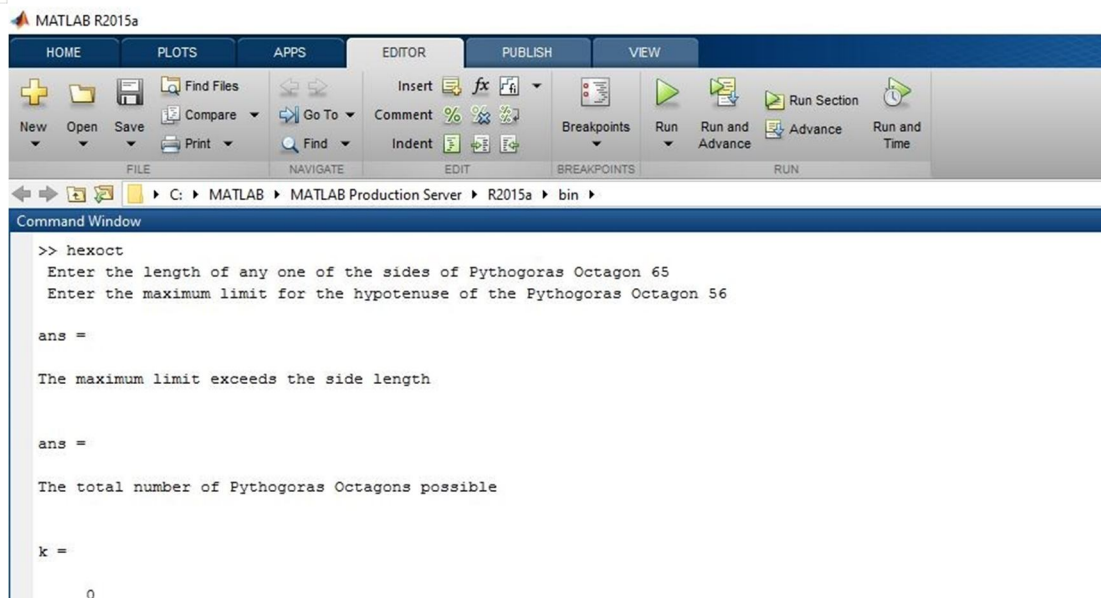 MATLAB R2015a
HOME PLOTS APPS EDITOR PUBLISH VIEW
New Open Save
Find Files
Compare
Print
FILE
Go To
Find
NAVIGATE
Insert fx
Comment %
Indent
EDIT
Breakpoints
BREAKPOINTS
Run
Run and
Advance
Run Section
Advance
Run and
Time
RUN
C: MATLAB MATLAB Production Server R2015a bin
Command Window
>> hexoct
Enter the length of any one of the sides of Pythogoras Octagon 65
Enter the maximum limit for the hypotenuse of the Pythogoras Octagon 56
ans =
The maximum limit exceeds the side length
ans =
The total number of Pythogoras Octagons possible
k =
0